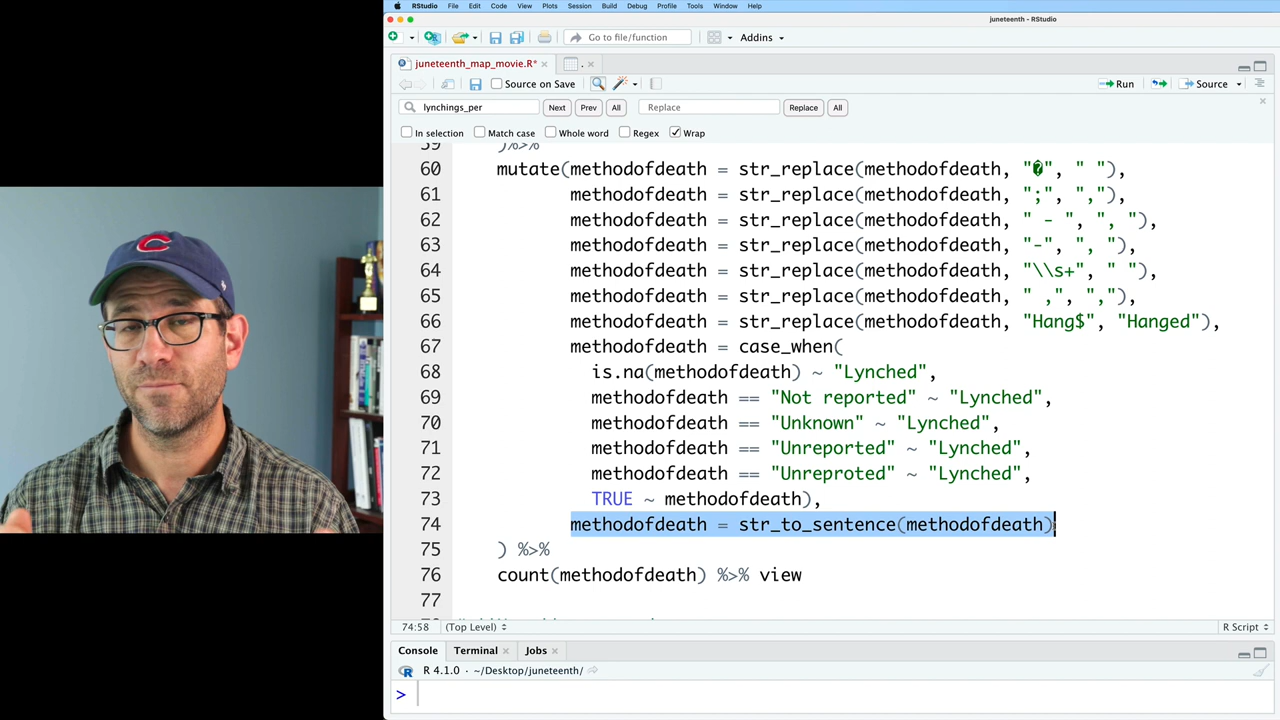 RStudio File Edit Code View Plots Session Build Debug Profile Tools Window Help
juneteenth - RStudio
Go to file/function Addins
juneteenth_map_movie.R* .
Source on Save Run Source
lynchings_per Next Prev All Replace Replace All
In selection Match case Whole word Regex Wrap
59 )%>%
60 mutate(methodofdeath = str_replace(methodofdeath, "�", " "),
61 methodofdeath = str_replace(methodofdeath, ";", ","),
62 methodofdeath = str_replace(methodofdeath, " - ", ", "),
63 methodofdeath = str_replace(methodofdeath, "-", ", "),
64 methodofdeath = str_replace(methodofdeath, "\\s+", " "),
65 methodofdeath = str_replace(methodofdeath, " ,", ","),
66 methodofdeath = str_replace(methodofdeath, "Hang$", "Hanged"),
67 methodofdeath = case_when(
68 is.na(methodofdeath) ~ "Lynched",
69 methodofdeath == "Not reported" ~ "Lynched",
70 methodofdeath == "Unknown" ~ "Lynched",
71 methodofdeath == "Unreported" ~ "Lynched",
72 methodofdeath == "Unreproted" ~ "Lynched",
73 TRUE ~ methodofdeath),
74 methodofdeath = str_to_sentence(methodofdeath)
75 ) %>%
76 count(methodofdeath) %>% view
77
74:58 (Top Level) R Script
Console Terminal Jobs
R 4.1.0 · ~/Desktop/juneteenth/
>